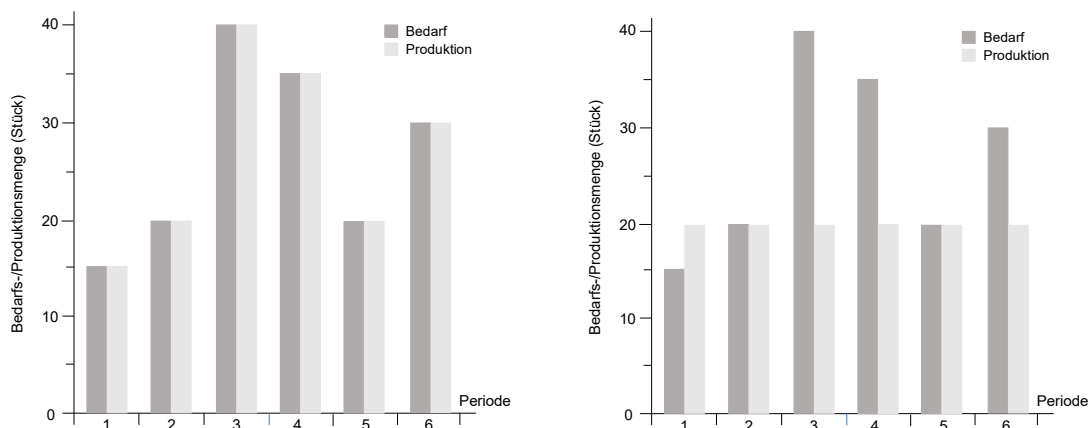 Bedarfs-/Produktionsmenge (Stück)
40
30
20
10
0
Bedarf
Produktion
Periode
1 2 3 4 5 6
Bedarfs-/Produktionsmenge (Stück)
40
30
20
10
0
Bedarf
Produktion
Periode
1 2 3 4 5 6